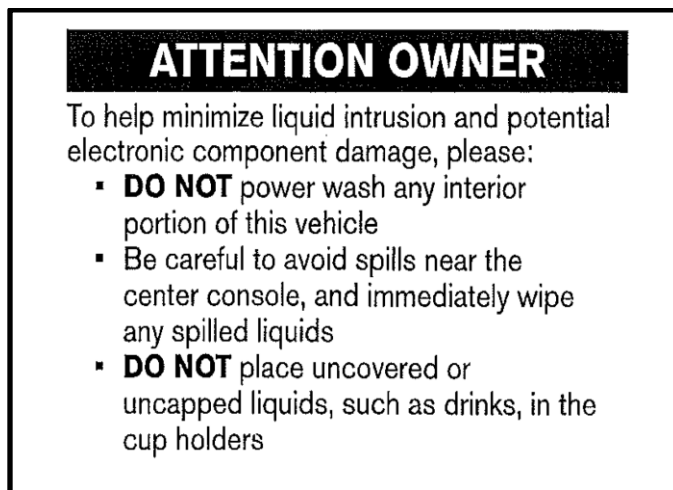 ATTENTION OWNER
To help minimize liquid intrusion and potential
electronic component damage, please:
▪ DO NOT power wash any interior
portion of this vehicle
▪ Be careful to avoid spills near the
center console, and immediately wipe
any spilled liquids
▪ DO NOT place uncovered or
uncapped liquids, such as drinks, in the
cup holders